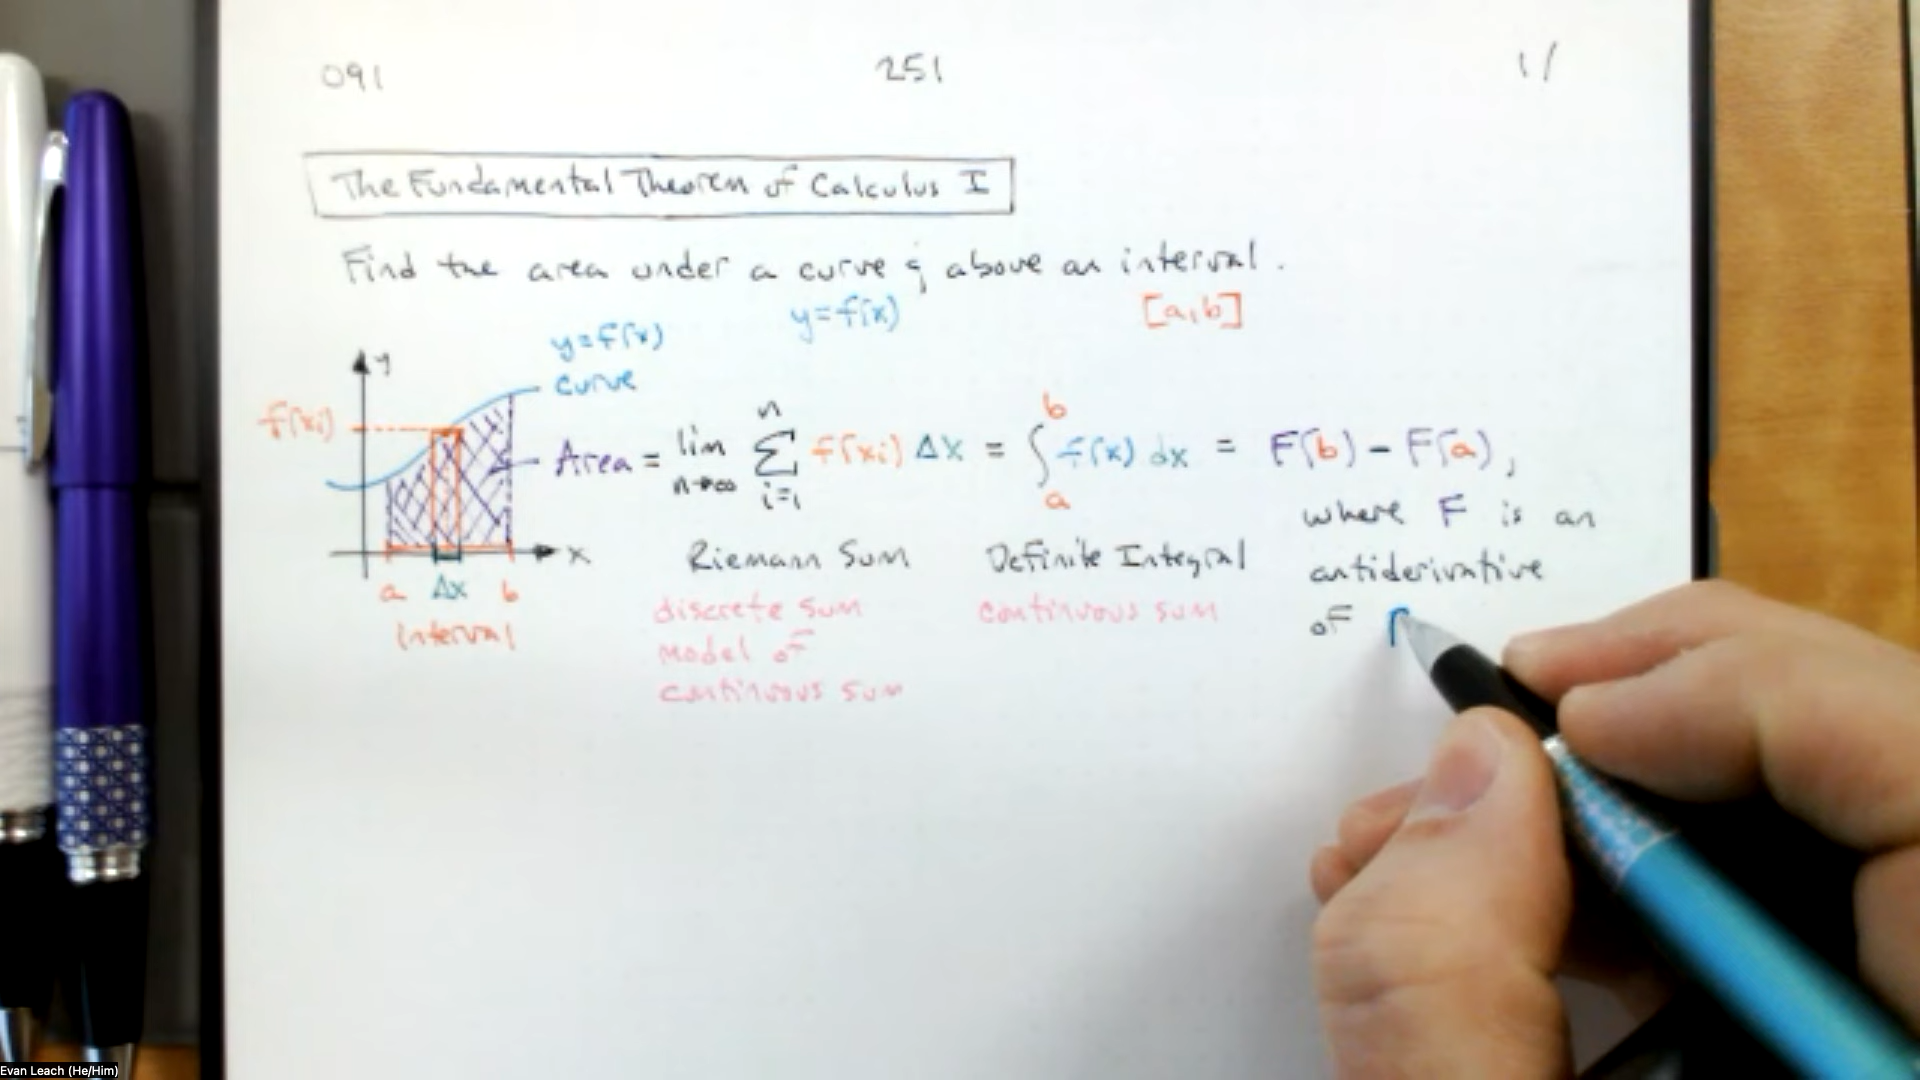 091 251 1/
The Fundamental Theorem of Calculus I
Find the area under a curve & above an interval.
y=f(x) [a,b]
y=f(x)
curve
y
f(xi)
Area = lim n→∞ n Σ i=1 f(xi) Δx = ∫ b a f(x) dx = F(b) - F(a),
where F is an
antiderivative
of f
x
a Δx b
interval
Riemann Sum
discrete sum
model of
continuous sum
Definite Integral
continuous sum
Evan Leach (He/Him)